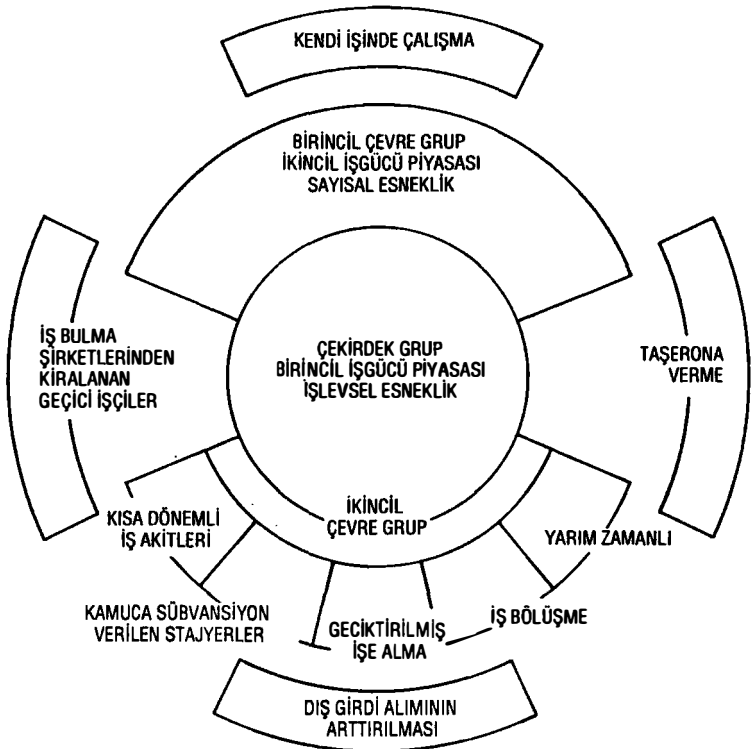 KENDİ İŞİNDE ÇALIŞMA
BİRİNCİL ÇEVRE GRUP
İKİNCİL İŞGÜCÜ PİYASASI
SAYISAL ESNEKLİK
İŞ BULMA
ŞİRKETLERİNDEN
KİRALANAN
GEÇİCİ İŞÇİLER
ÇEKİRDEK GRUP
BİRİNCİL İŞGÜCÜ PİYASASI
İŞLEVSEL ESNEKLİK
TAŞERONA
VERME
İKİNCİL
ÇEVRE GRUP
KISA DÖNEMLİ
İŞ AKİTLERİ
KAMUCA SÜBVANSİYON
VERİLEN STAJYERLER
GECİKTİRİLMİŞ
İŞE ALMA
İŞ BÖLÜŞME
YARIM ZAMANLI
DIŞ GİRDİ ALIMININ
ARTTIRILMASI